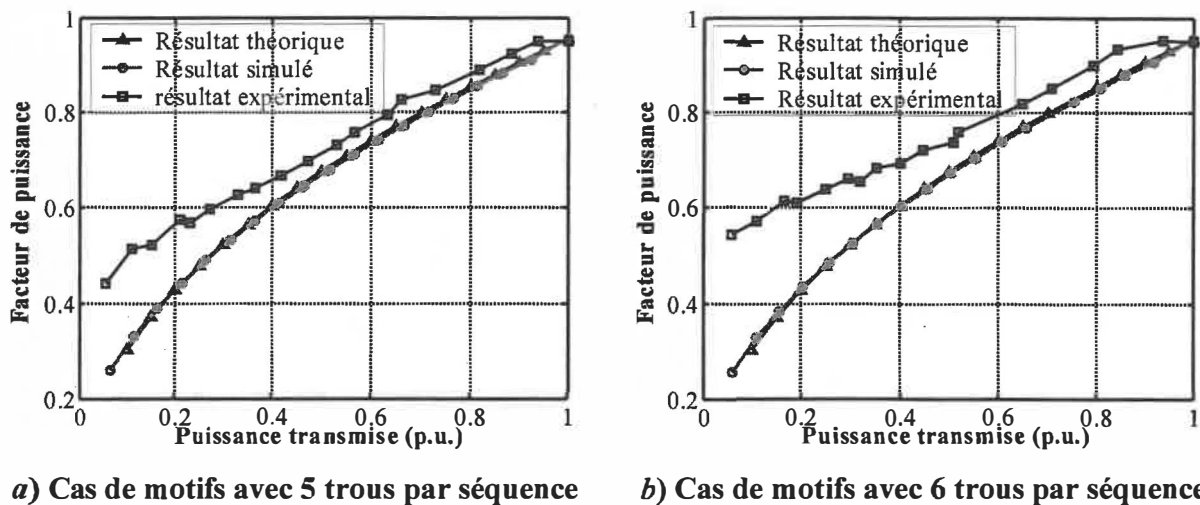 1
Résultat théorique
Résultat simulé
résultat expérimental
0.8
0.6
0.4
0.2
0
0.2
0.4
0.6
0.8
1
Facteur de puissance
Puissance transmise (p.u.)
a) Cas de motifs avec 5 trous par séquence
1
Résultat théorique
Résultat simulé
Résultat expérimental
0.8
0.6
0.4
0.2
0
0.2
0.4
0.6
0.8
1
Facteur de puissance
Puissance transmise (p.u.)
b) Cas de motifs avec 6 trous par séquence